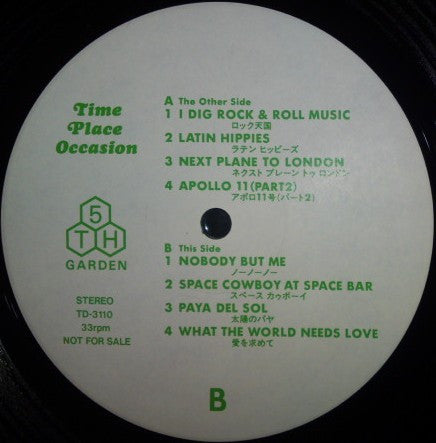 Time
Place
Occasion
5
TH
GARDEN
STEREO
TD-3110
33rpm
NOT FOR SALE
A The Other Side
1 I DIG ROCK & ROLL MUSIC
ロック天国
2 LATIN HIPPIES
ラテン ヒッピーズ
3 NEXT PLANE TO LONDON
ネクスト プレーン トゥ ロンドン
4 APOLLO 11 (PART2)
アポロ11号(パート2)
B This Side
1 NOBODY BUT ME
ノーノーノー
2 SPACE COWBOY AT SPACE BAR
スペース カゥボーイ
3 PAYA DEL SOL
太陽のパヤ
4 WHAT THE WORLD NEEDS LOVE
愛を求めて
B